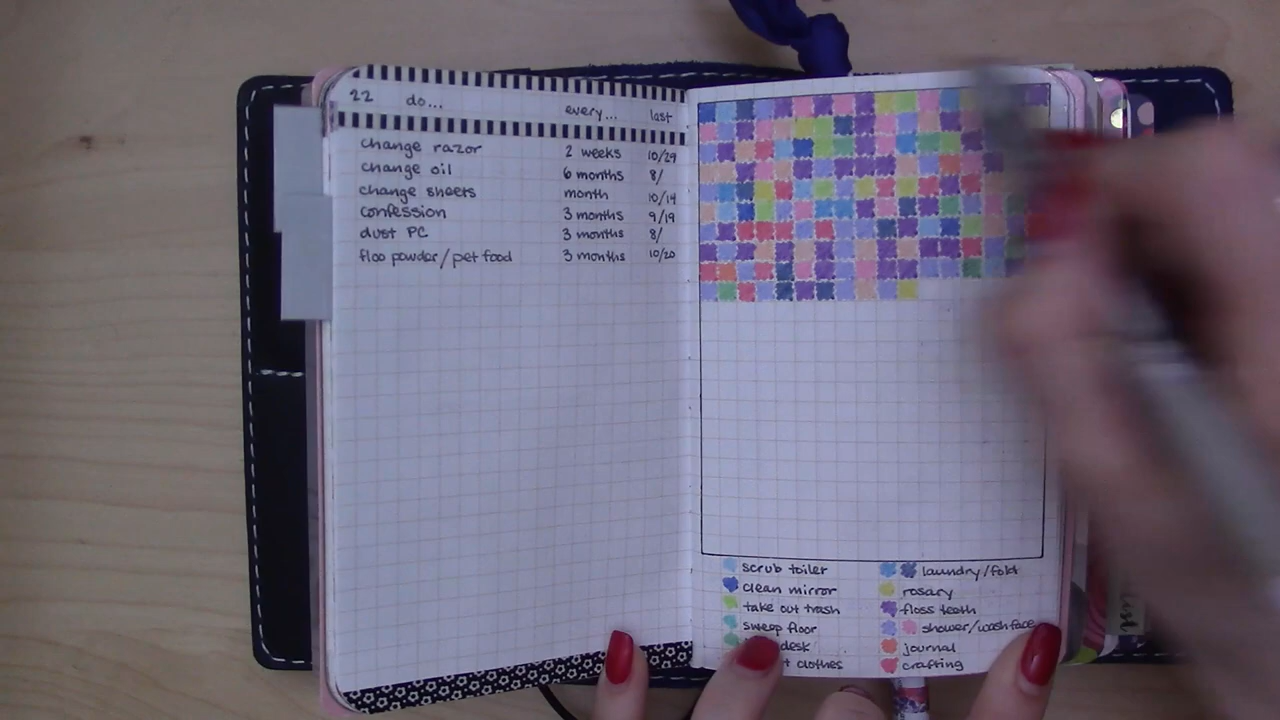 22 do... every... last
change razor 2 weeks 10/29
change oil 6 months 8/
change sheets month 10/14
confession 3 months 9/19
dust PC 3 months 8/
floo powder/pet food 3 months 10/20
scrub toiler
clean mirror
take out trash
sweep floor
desk
clothes
laundry/fold
rosary
floss teeth
shower/wash face
journal
crafting